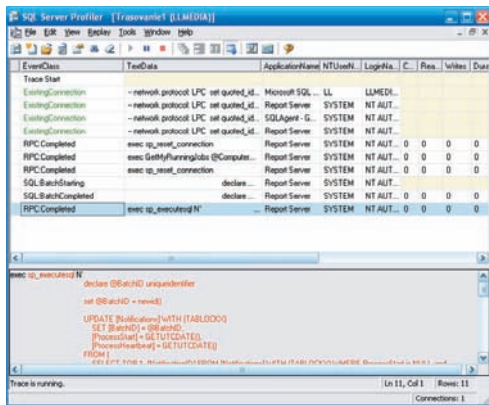 SQL Server Profiler - [Trasovanie1 (LLMEDIA)]
File Edit View Replay Tools Window Help
EventClass TextData ApplicationName NTUserN... LoginNa... C... Rea... Writes Dura
Trace Start
ExistingConnection -- network protocol: LPC set quoted_id... Microsoft SQL ... LL LLMEDI...
ExistingConnection -- network protocol: LPC set quoted_id... Report Server SYSTEM NT AUT...
ExistingConnection -- network protocol: LPC set quoted_id... SQLAgent - G... SYSTEM NT AUT...
ExistingConnection -- network protocol: LPC set quoted_id... Report Server SYSTEM NT AUT...
RPC:Completed exec sp_reset_connection Report Server SYSTEM NT AUT... 0 0 0
RPC:Completed exec GetMyRunningJobs @Computer... Report Server SYSTEM NT AUT... 0 0 0
RPC:Completed exec sp_reset_connection Report Server SYSTEM NT AUT... 0 0 0
SQL:BatchStarting declare ... Report Server SYSTEM NT AUT...
SQL:BatchCompleted declare ... Report Server SYSTEM NT AUT... 0 0 0
RPC:Completed exec sp_executesql N' ... Report Server SYSTEM NT AUT... 0 0 0
exec sp_executesql N'
declare @BatchID uniqueidentifier
set @BatchID = newid()
UPDATE [Notifications] WITH (TABLOCKX)
SET [BatchID] = @BatchID,
[ProcessStart] = GETUTCDATE(),
[ProcessHeartbeat] = GETUTCDATE()
FROM (
Trace is running.
Ln 11, Col 1 Rows: 11
Connections: 1